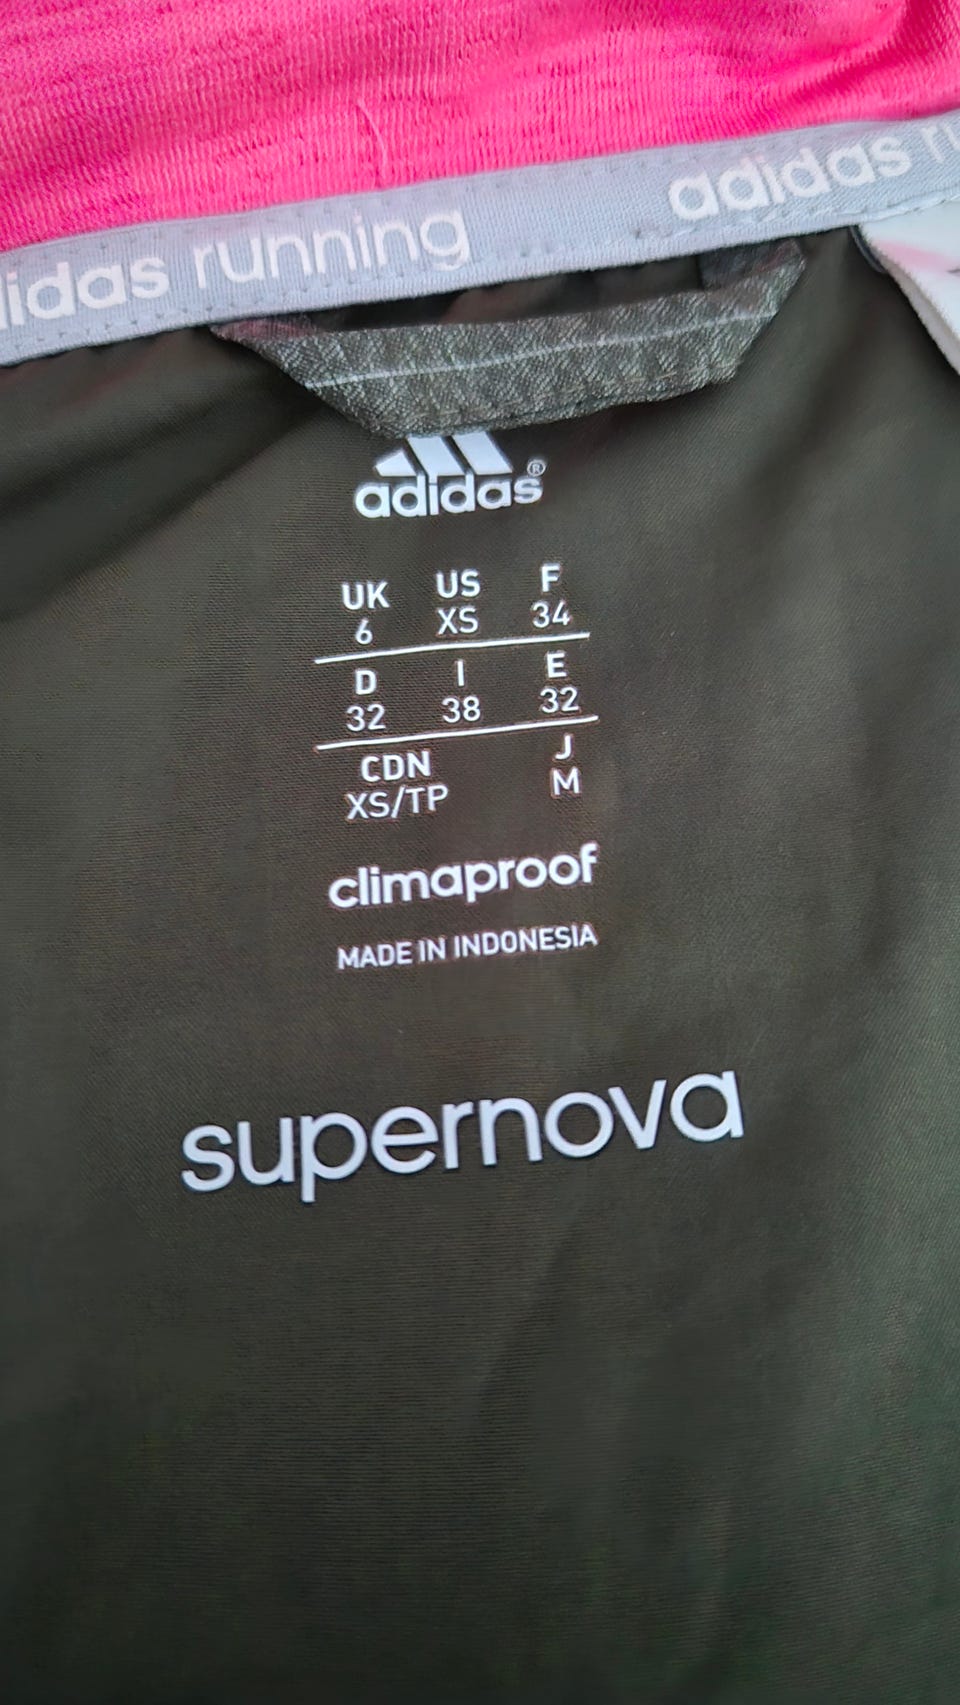 adidas running
adidas
adidas®
UK US F
6 XS 34
D I E
32 38 32
CDN J
XS/TP M
climaproof
MADE IN INDONESIA
supernova